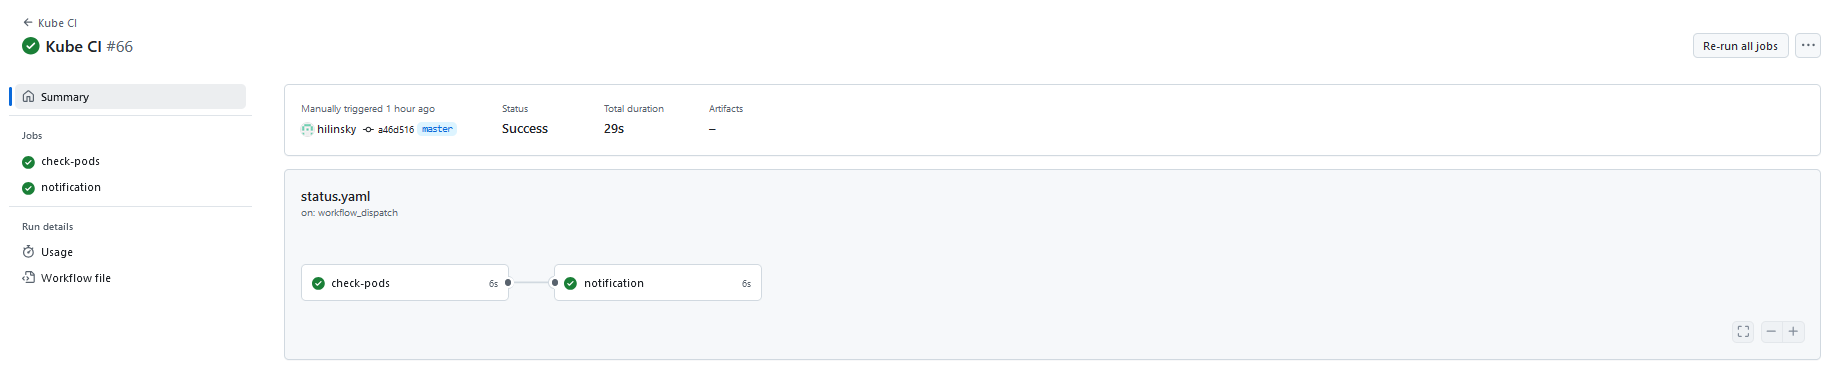 Kube CI
Kube CI #66
Re-run all jobs
Summary
Jobs
check-pods
notification
Run details
Usage
Workflow file
Manually triggered 1 hour ago
hilinsky a46d516 master
Status
Success
Total duration
29s
Artifacts
–
status.yaml
on: workflow_dispatch
check-pods 6s
notification 6s